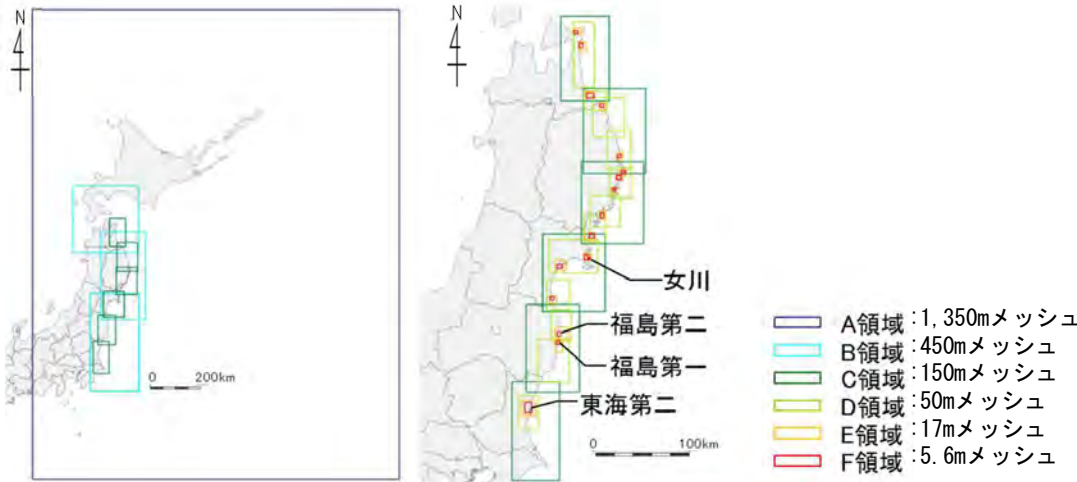 N
0 200km
N
女川
福島第二
福島第一
東海第二
0 100km
A領域:1,350mメッシュ
B領域:450mメッシュ
C領域:150mメッシュ
D領域:50mメッシュ
E領域:17mメッシュ
F領域:5.6mメッシュ